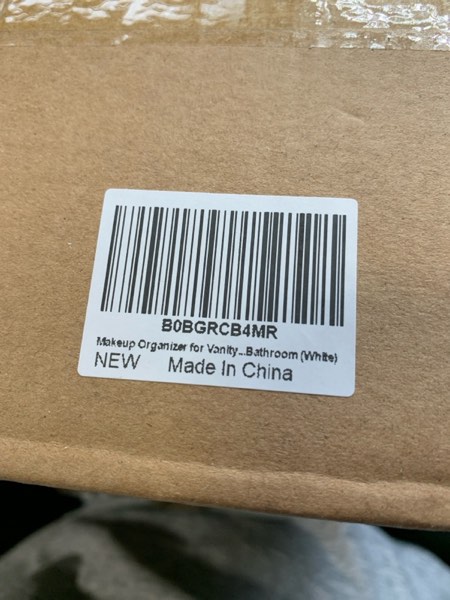 B0BGRCB4MR
Makeup Organizer for Vanity...Bathroom (White)
NEW Made In China